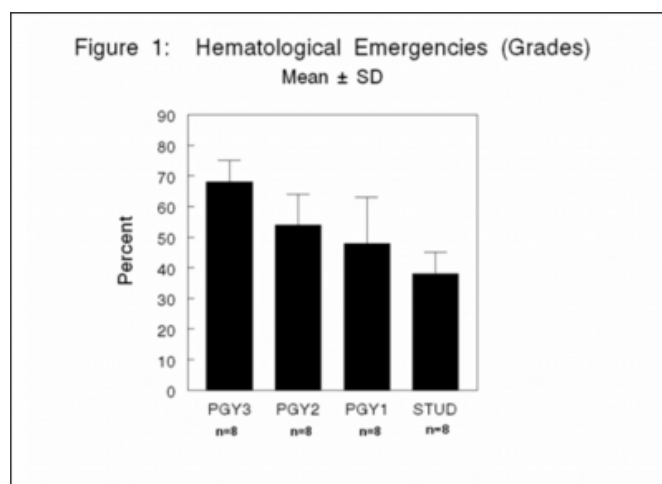 Figure 1: Hematological Emergencies (Grades)
Mean ± SD
90
80
70
60
50
40
30
20
10
0
Percent
PGY3 PGY2 PGY1 STUD
n=8 n=8 n=8 n=8